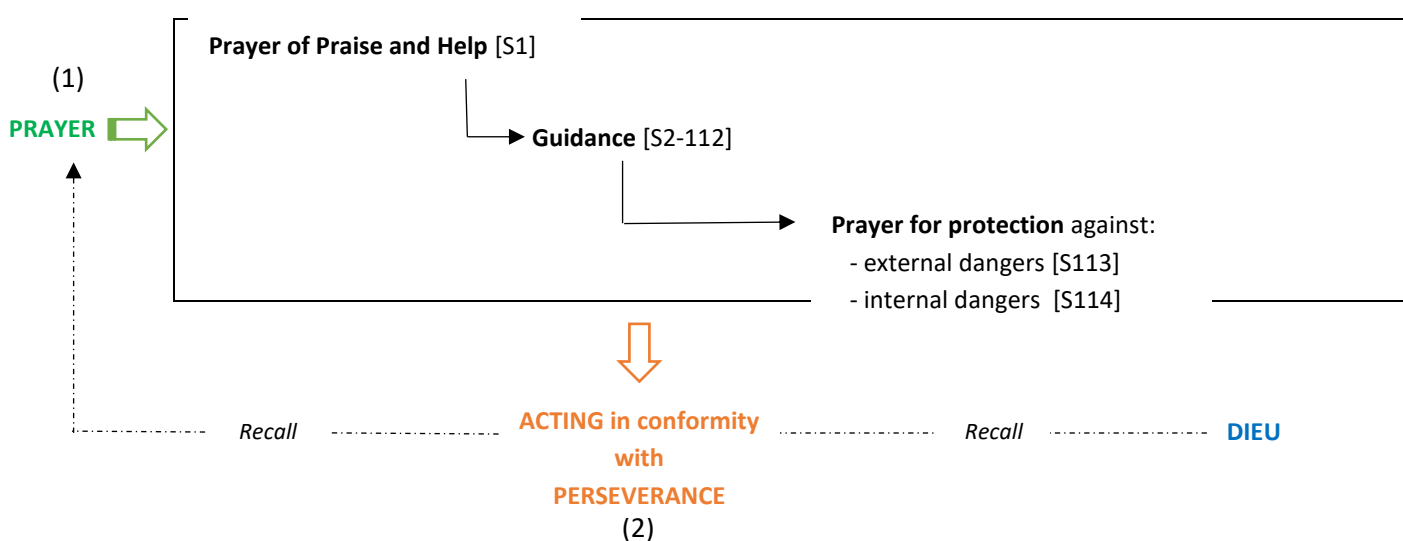 Prayer of Praise and Help [S1]
(1)
PRAYER
Guidance [S2-112]
Prayer for protection against:
- external dangers [S113]
- internal dangers [S114]
Recall
ACTING in conformity
Recall
DIEU
with
PERSEVERANCE
(2)